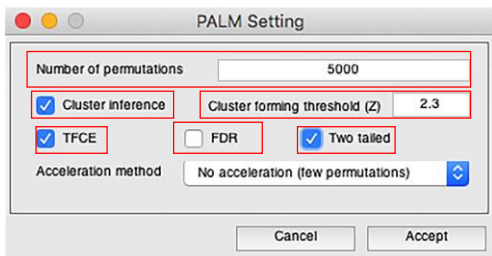 PALM Setting
Number of permutations 5000
Cluster inference Cluster forming threshold (Z) 2.3
TFCE FDR Two tailed
Acceleration method No acceleration (few permutations)
Cancel Accept